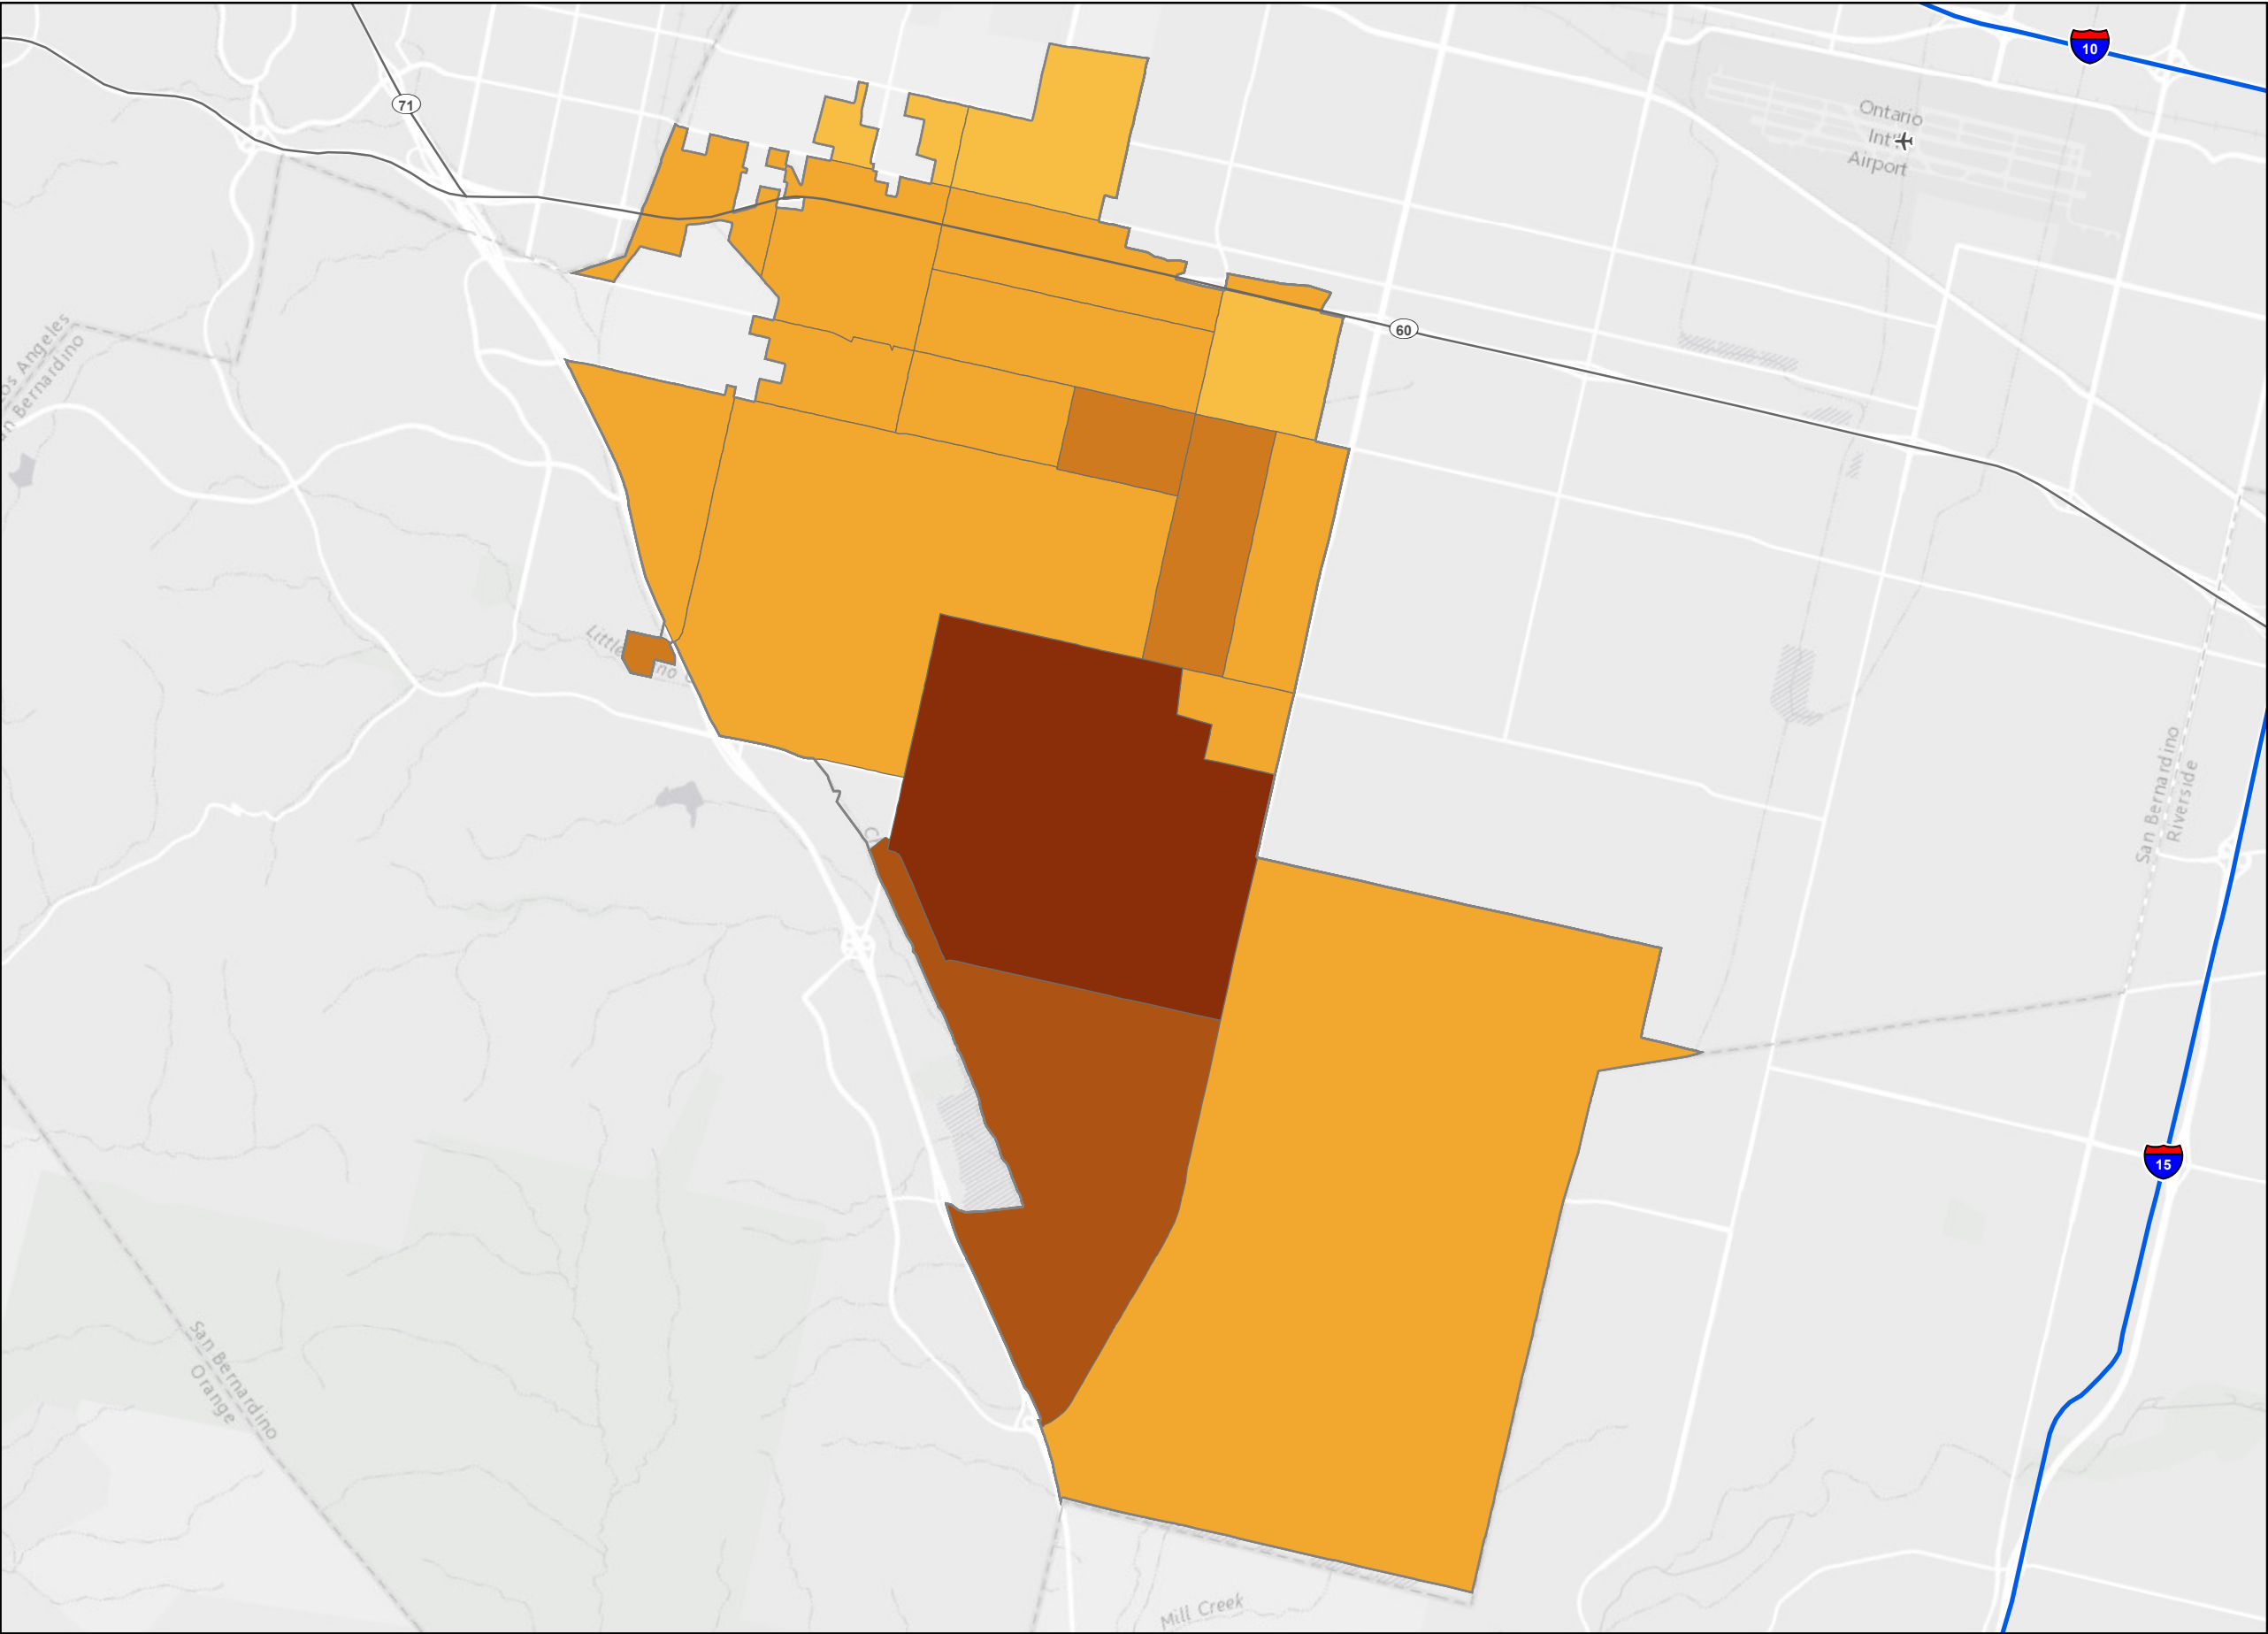 10
71
Ontario
Int'l
Airport
60
Los Angeles
San Bernardino
Little
no C
San Bernardino
Riverside
C
15
San Bernardino
Orange
Mill Creek